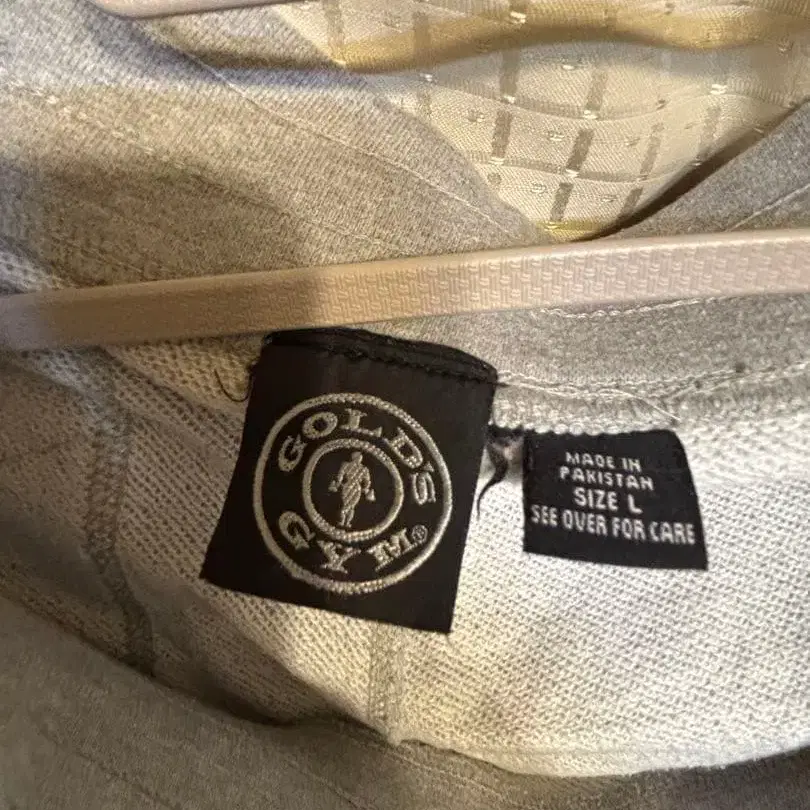 GOLD'S
GYM®
MADE IN
PAKISTAN
SIZE L
SEE OVER FOR CARE